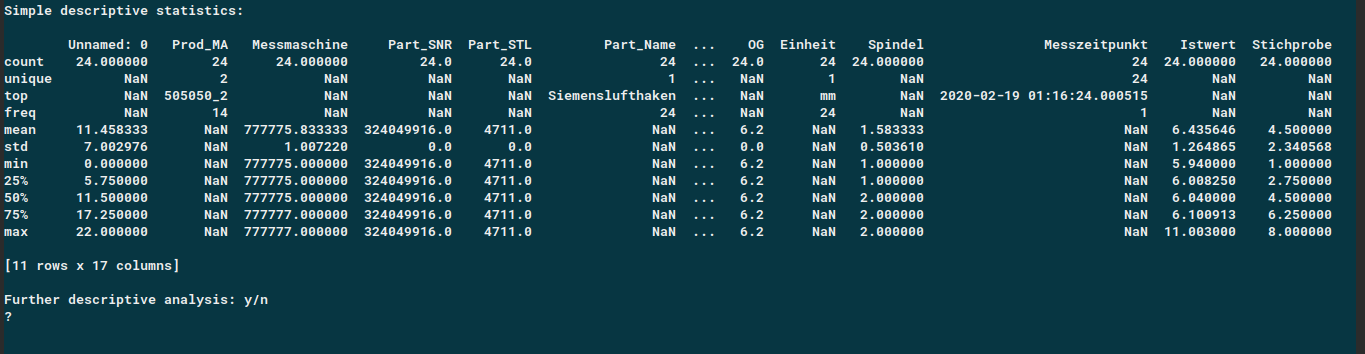 Simple descriptive statistics:
Unnamed: 0 Prod_MA Messmaschine Part_SNR Part_STL Part_Name ... OG Einheit Spindel Messzeitpunkt Istwert Stichprobe
count 24.000000 24 24.000000 24.0 24.0 24 ... 24.0 24 24.000000 24 24.000000 24.000000
unique NaN 2 NaN NaN NaN 1 ... NaN 1 NaN 24 NaN NaN
top NaN 505050_2 NaN NaN NaN Siemenslufthaken ... NaN mm NaN 2020-02-19 01:16:24.000515 NaN NaN
freq NaN 14 NaN NaN NaN 24 ... NaN 24 NaN 1 NaN NaN
mean 11.458333 NaN 777775.833333 324049916.0 4711.0 NaN ... 6.2 NaN 1.583333 NaN 6.435646 4.500000
std 7.002976 NaN 1.007220 0.0 0.0 NaN ... 0.0 NaN 0.503610 NaN 1.264865 2.340568
min 0.000000 NaN 777775.000000 324049916.0 4711.0 NaN ... 6.2 NaN 1.000000 NaN 5.940000 1.000000
25% 5.750000 NaN 777775.000000 324049916.0 4711.0 NaN ... 6.2 NaN 1.000000 NaN 6.008250 2.750000
50% 11.500000 NaN 777775.000000 324049916.0 4711.0 NaN ... 6.2 NaN 2.000000 NaN 6.040000 4.500000
75% 17.250000 NaN 777777.000000 324049916.0 4711.0 NaN ... 6.2 NaN 2.000000 NaN 6.100913 6.250000
max 22.000000 NaN 777777.000000 324049916.0 4711.0 NaN ... 6.2 NaN 2.000000 NaN 11.003000 8.000000
[11 rows x 17 columns]
Further descriptive analysis: y/n
?